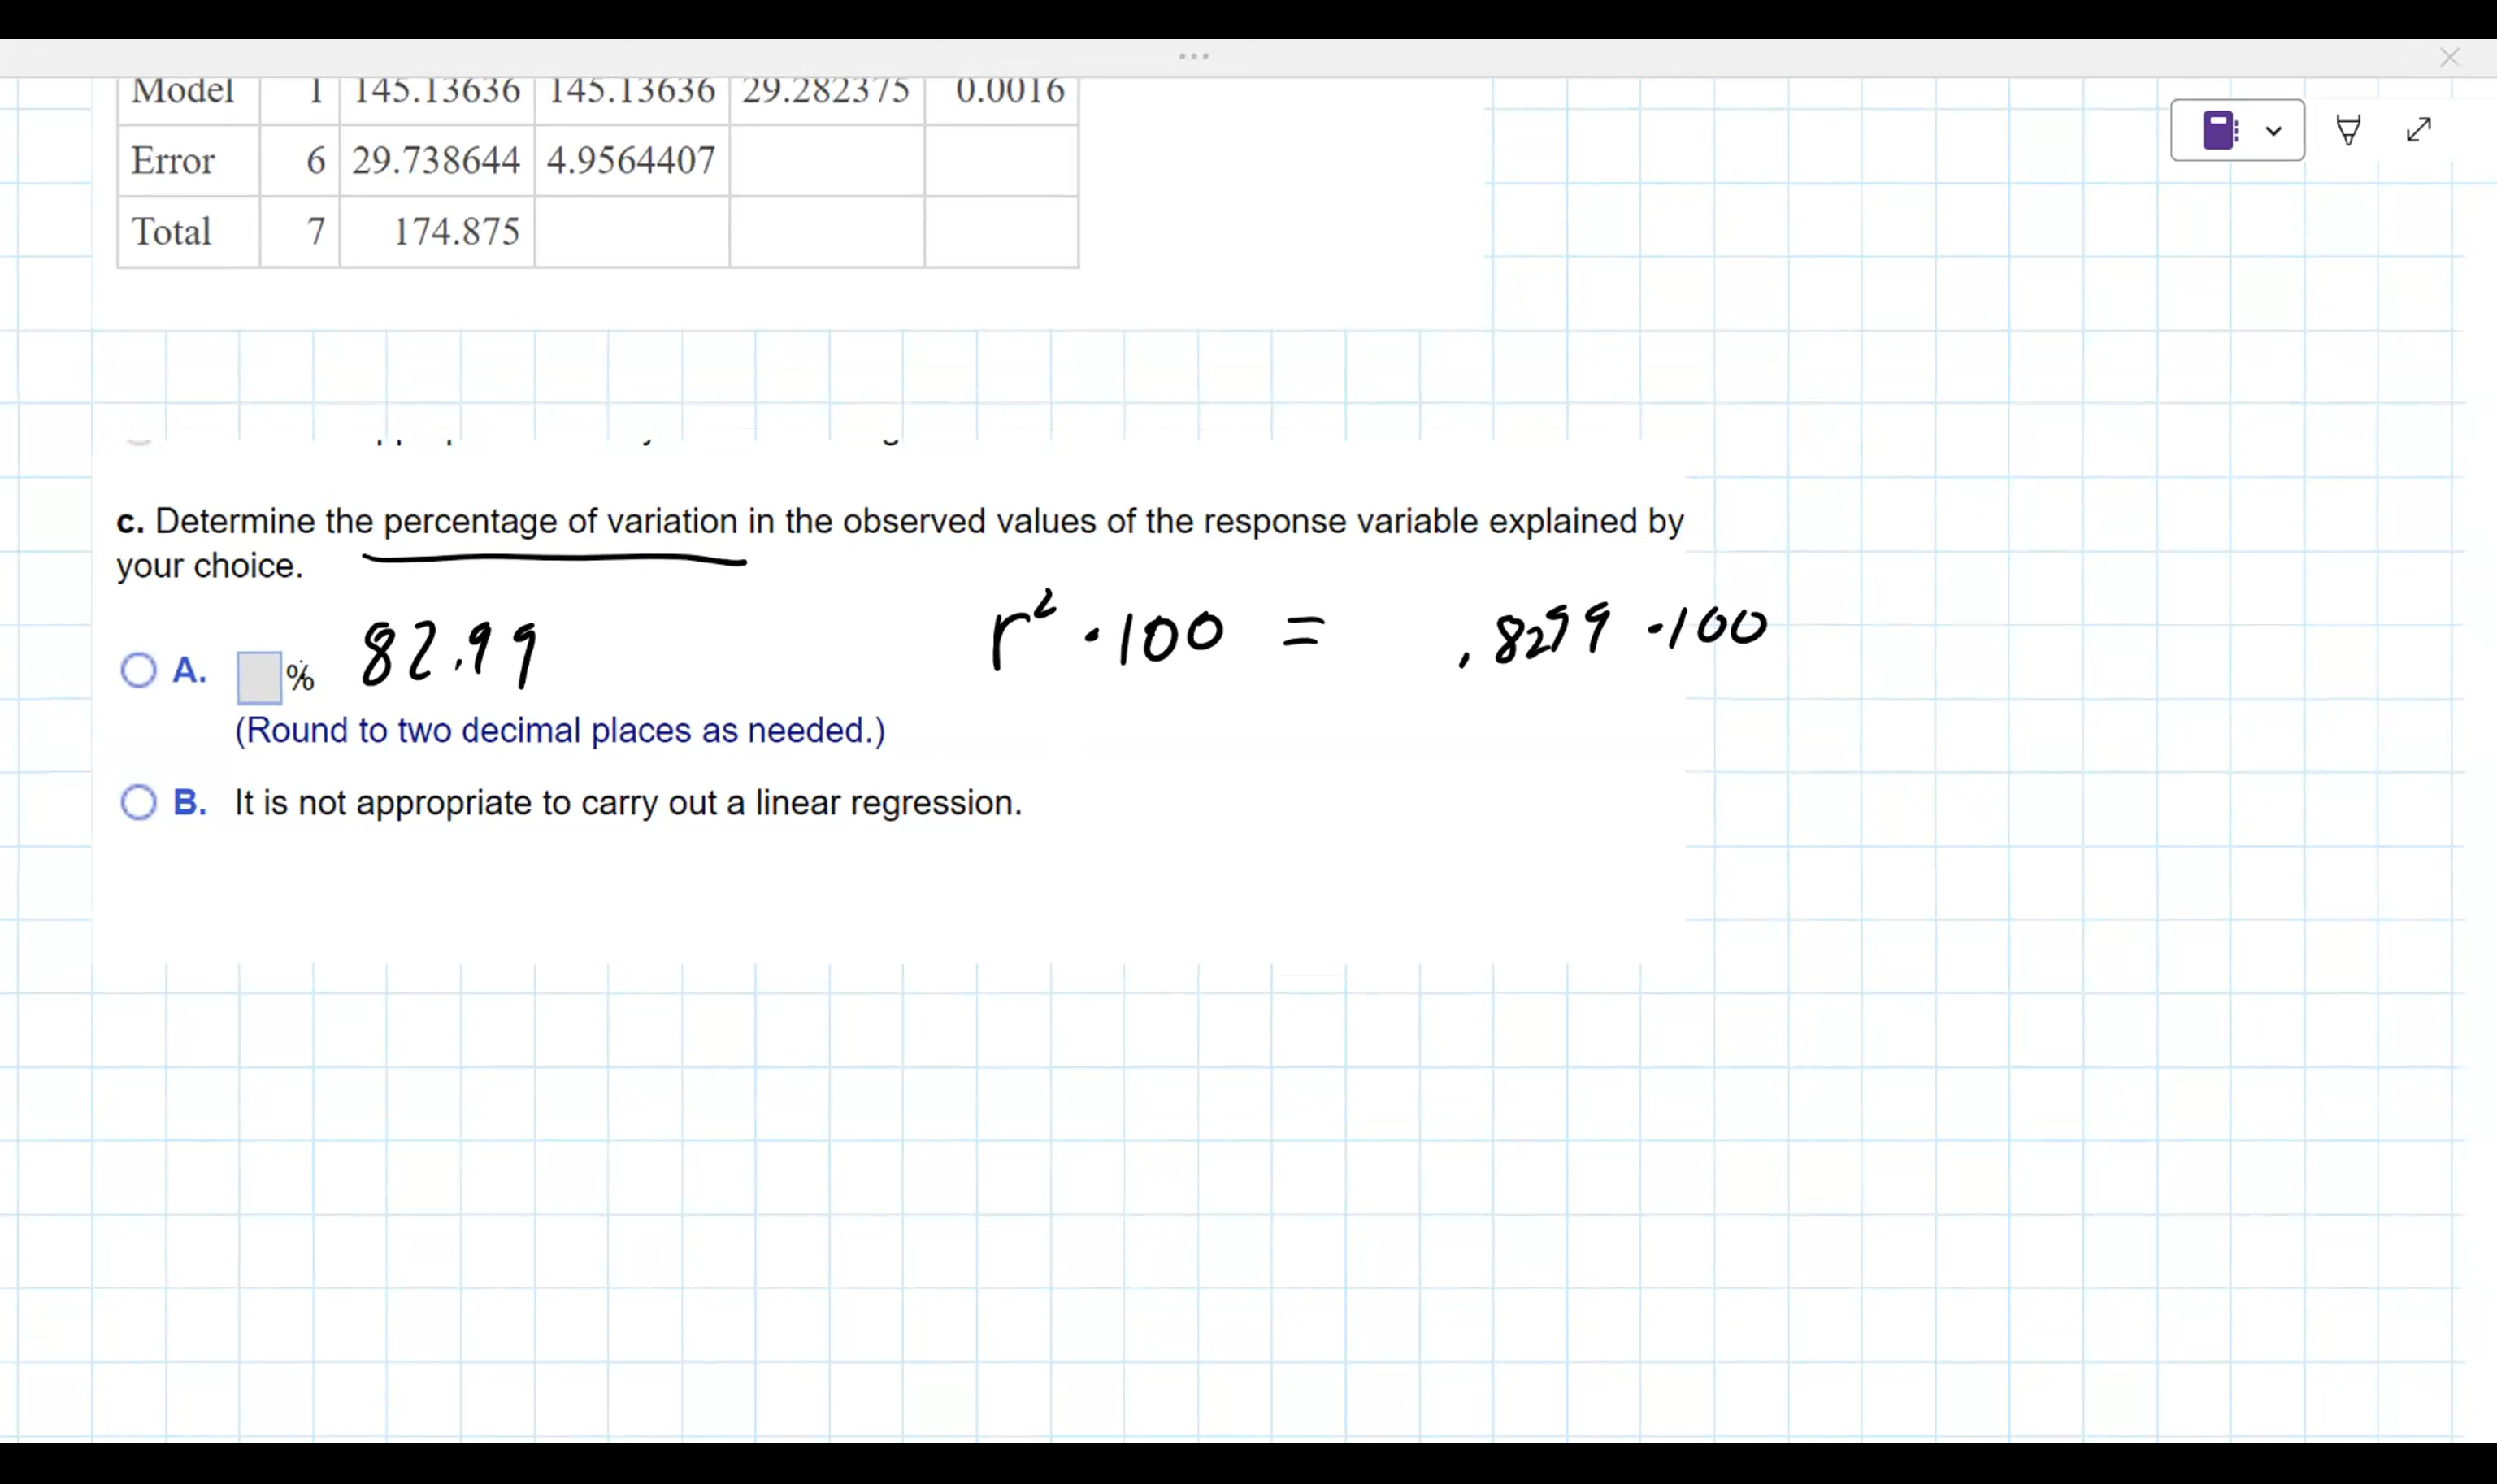 Model 1 145.13636 145.13636 29.282375 0.0016
Error 6 29.738644 4.9564407
Total 7 174.875
c. Determine the percentage of variation in the observed values of the response variable explained by
your choice.
r² · 100 = .8299 · 100
A. % 82.99
(Round to two decimal places as needed.)
B. It is not appropriate to carry out a linear regression.